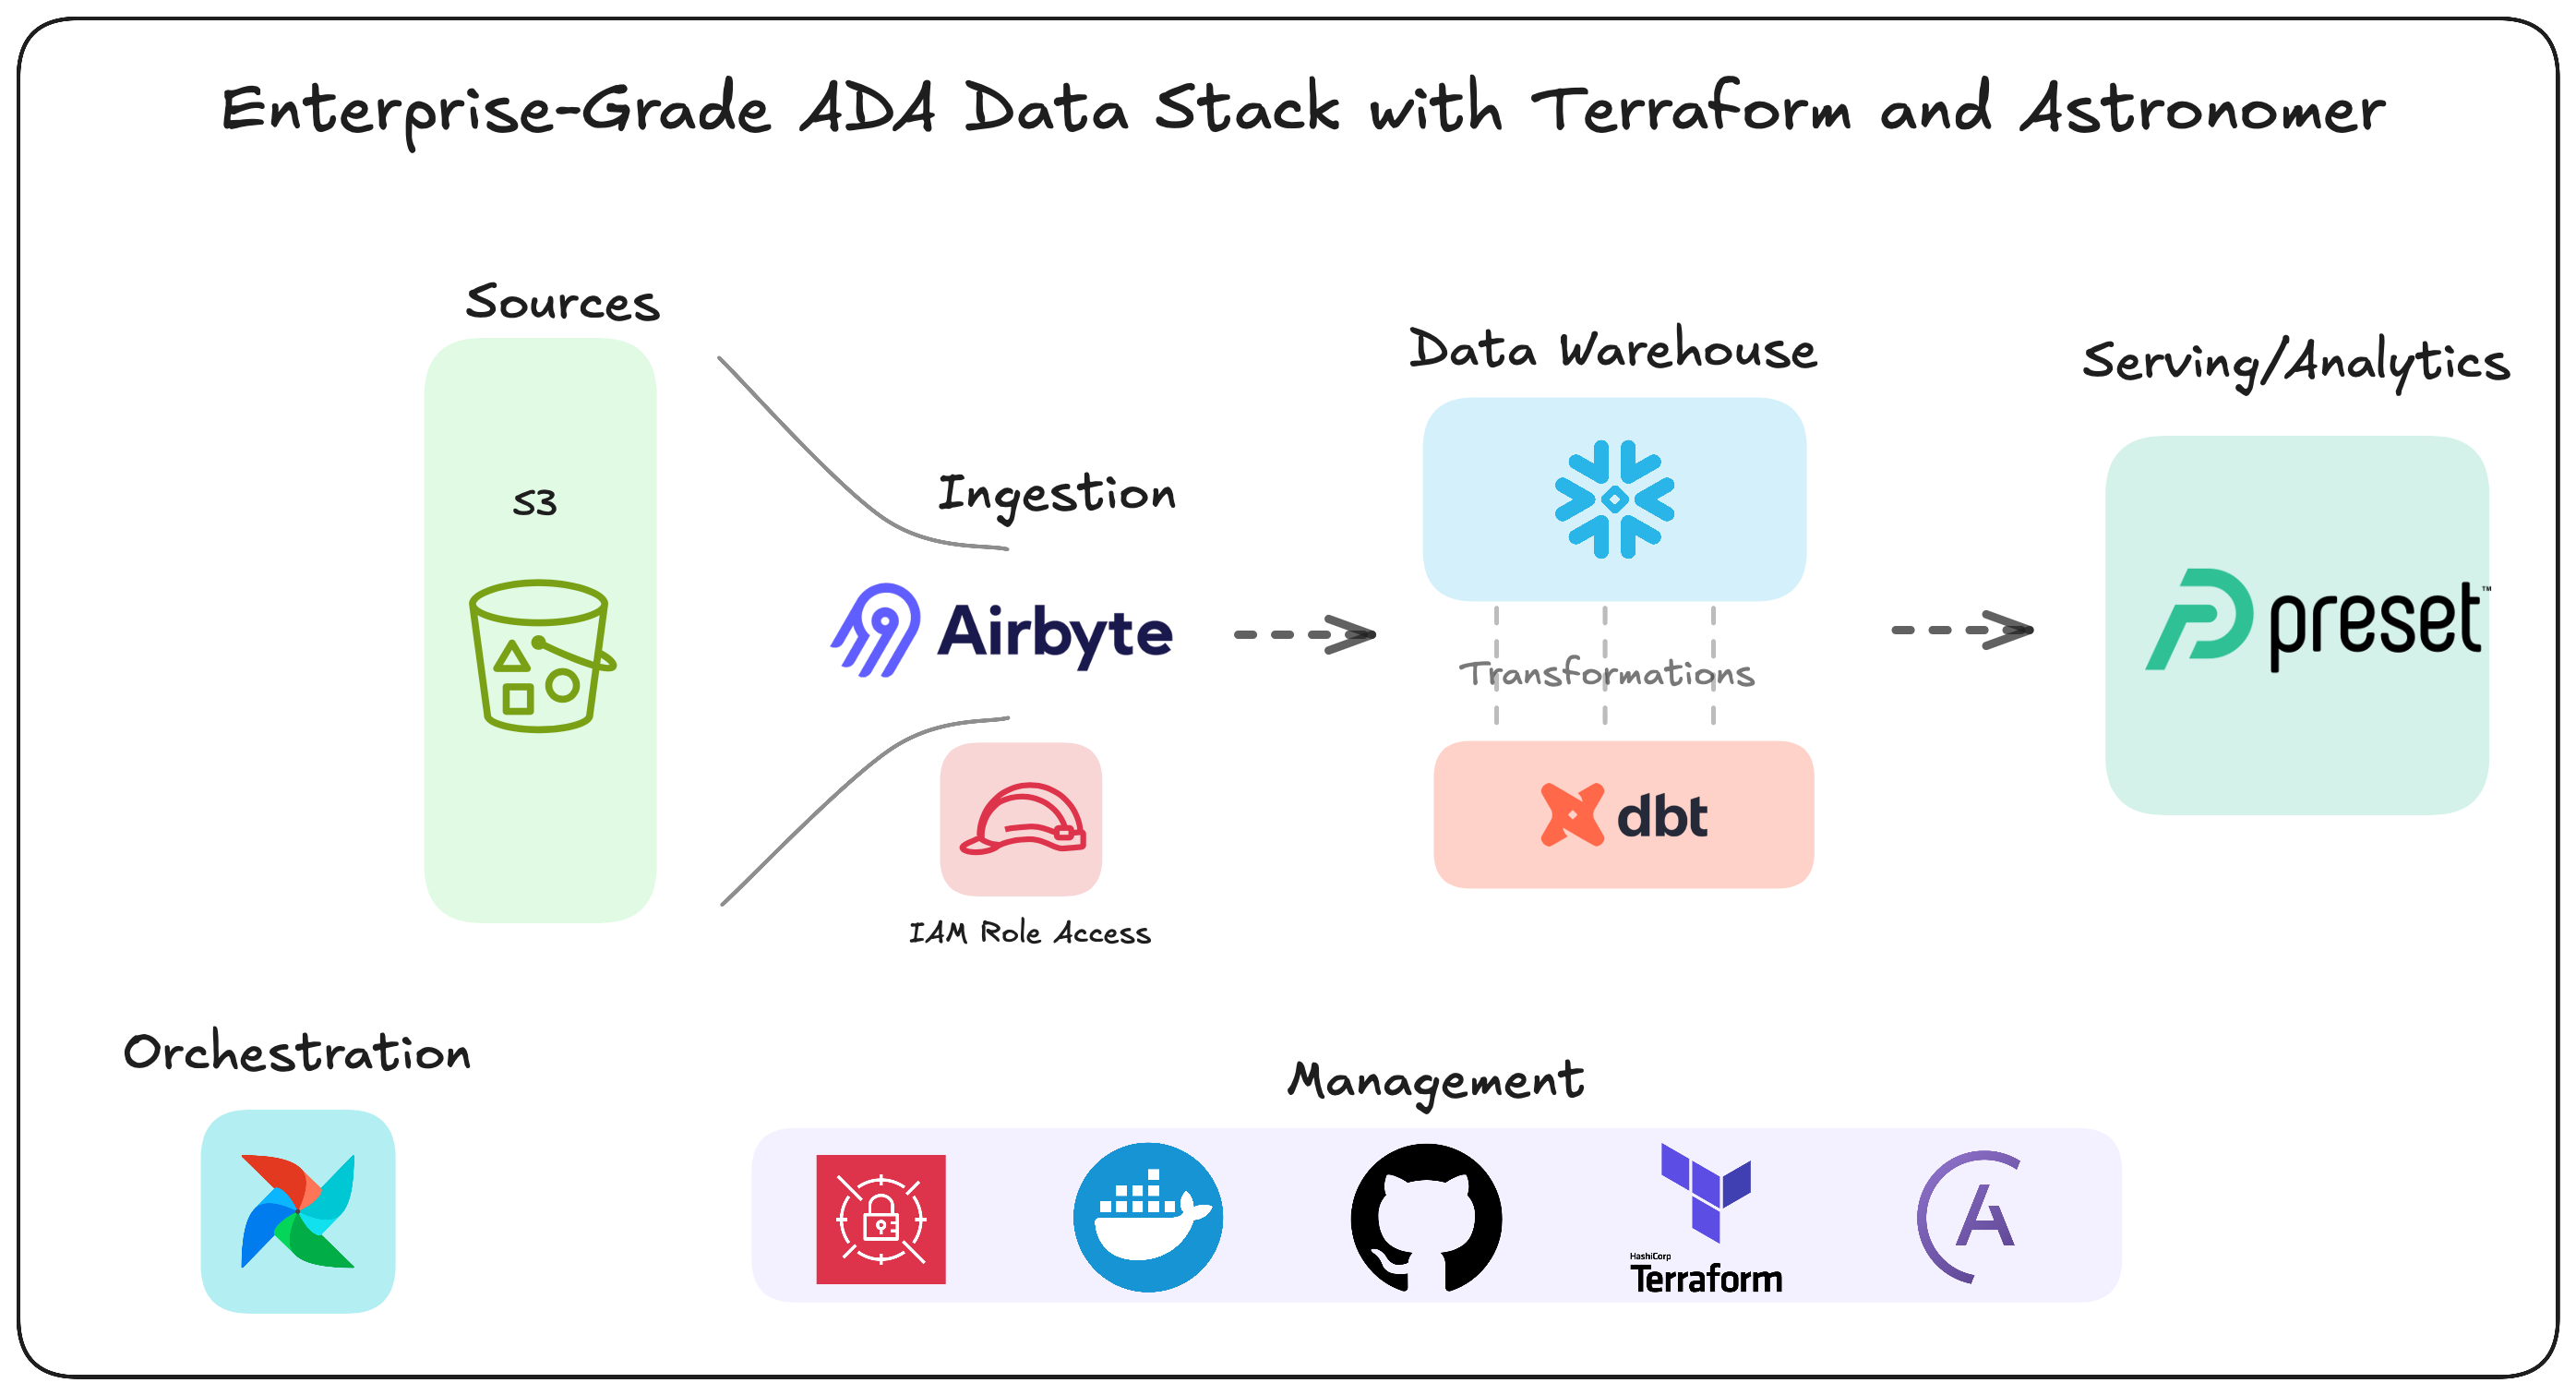 Enterprise-Grade ADA Data Stack with Terraform and Astronomer
Sources
S3
Ingestion
Airbyte
IAM Role Access
Data Warehouse
Transformations
dbt
Serving/Analytics
preset™
Orchestration
Management
HashiCorp
Terraform
A